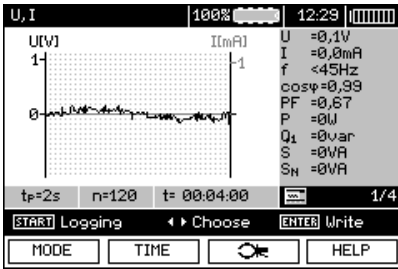 U,I 100% 12:29
U[V] I[mA]
1 1
0
U =0,1V
I =0,0mA
f <45Hz
cosφ=0,99
PF =0,67
P =0W
Q1 =0var
S =0VA
SN =0VA
tP=2s n=120 t= 00:04:00 1/4
START Logging Choose ENTER Write
MODE TIME HELP